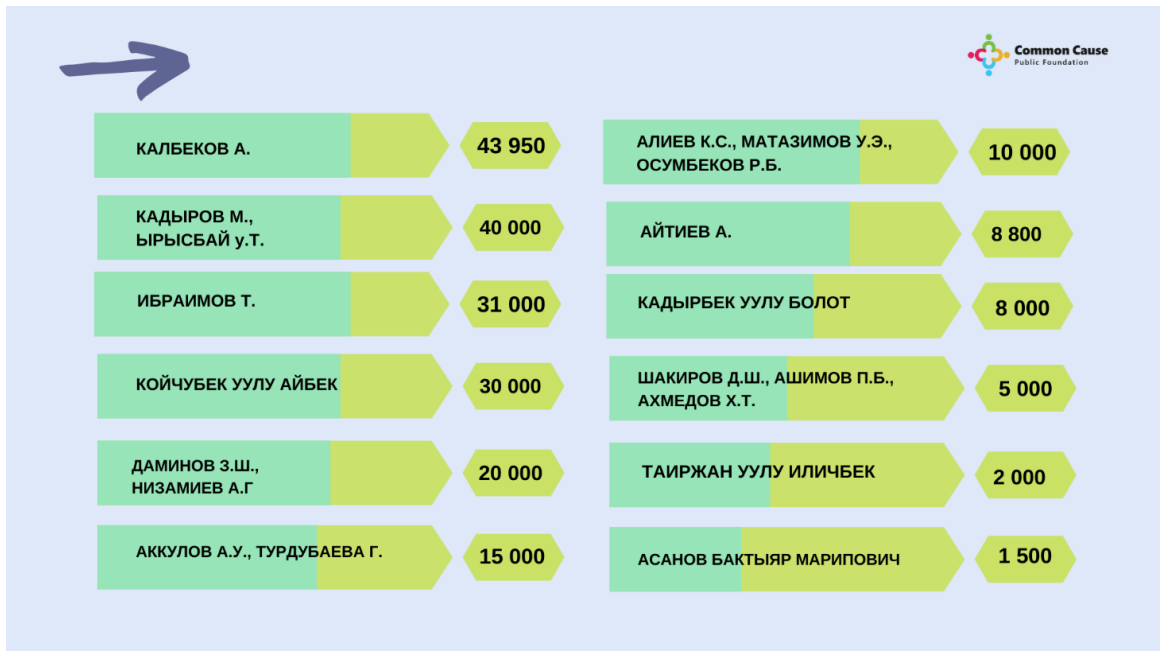 Common Cause
Public Foundation
КАЛБЕКОВ А.
43 950
КАДЫРОВ М.,
ЫРЫСБАЙ у.Т.
40 000
ИБРАИМОВ Т.
31 000
КОЙЧУБЕК УУЛУ АЙБЕК
30 000
ДАМИНОВ З.Ш.,
НИЗАМИЕВ А.Г
20 000
АККУЛОВ А.У., ТУРДУБАЕВА Г.
15 000
АЛИЕВ К.С., МАТАЗИМОВ У.Э.,
ОСУМБЕКОВ Р.Б.
10 000
АЙТИЕВ А.
8 800
КАДЫРБЕК УУЛУ БОЛОТ
8 000
ШАКИРОВ Д.Ш., АШИМОВ П.Б.,
АХМЕДОВ Х.Т.
5 000
ТАИРЖАН УУЛУ ИЛИЧБЕК
2 000
АСАНОВ БАКТЫЯР МАРИПОВИЧ
1 500